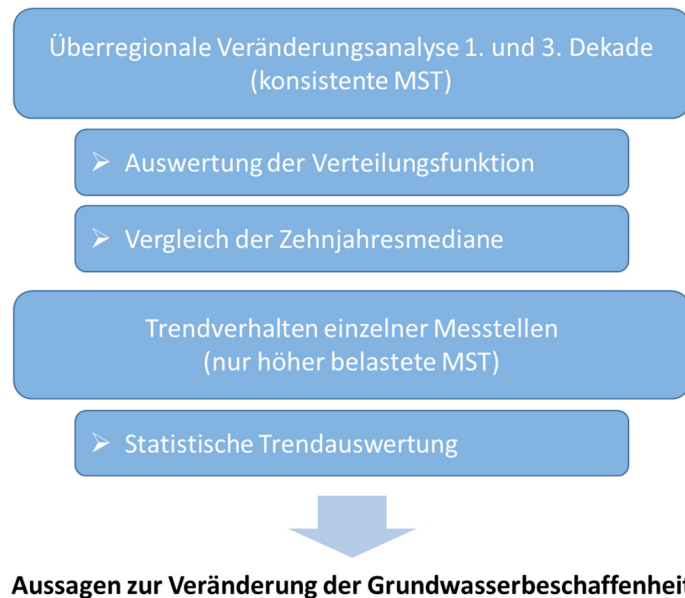 Überregionale Veränderungsanalyse 1. und 3. Dekade
(konsistente MST)
➢ Auswertung der Verteilungsfunktion
➢ Vergleich der Zehnjahresmediane
Trendverhalten einzelner Messtellen
(nur höher belastete MST)
➢ Statistische Trendauswertung
Aussagen zur Veränderung der Grundwasserbeschaffenheit